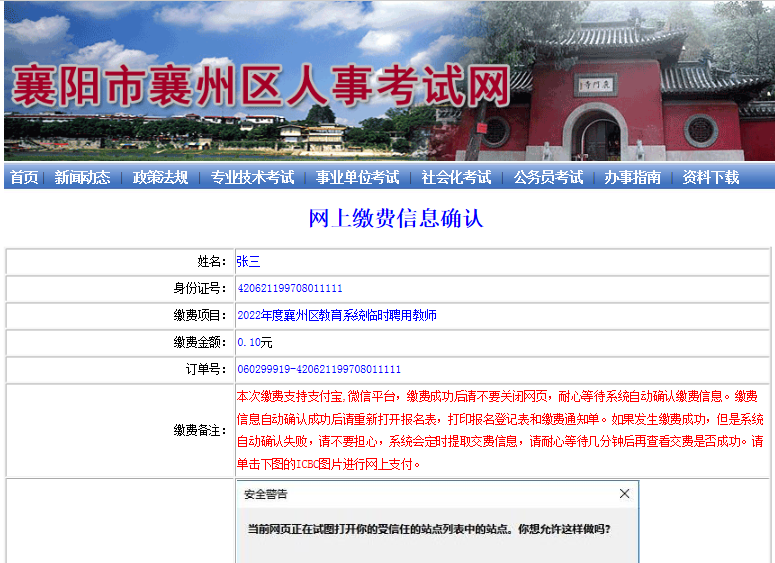 襄阳市襄州区人事考试网
首页 | 新闻动态 | 政策法规 | 专业技术考试 | 事业单位考试 | 社会化考试 | 公务员考试 | 办事指南 | 资料下载
网上缴费信息确认
姓名： 张三
身份证号： 420621199708011111
缴费项目： 2022年度襄州区教育系统临时聘用教师
缴费金额： 0.10元
订单号： 060299919-420621199708011111
缴费备注：
本次缴费支持支付宝,微信平台，缴费成功后请不要关闭网页，耐心等待系统自动确认缴费信息。缴费
信息自动确认成功后请重新打开报名表，打印报名登记表和缴费通知单。如果发生缴费成功，但是系统
自动确认失败，请不要担心，系统会定时提取交费信息，请耐心等待几分钟后再查看交费是否成功。请
单击下图的ICBC图片进行网上支付。
安全警告
当前网页正在试图打开你的受信任的站点列表中的站点。你想允许这样做吗?